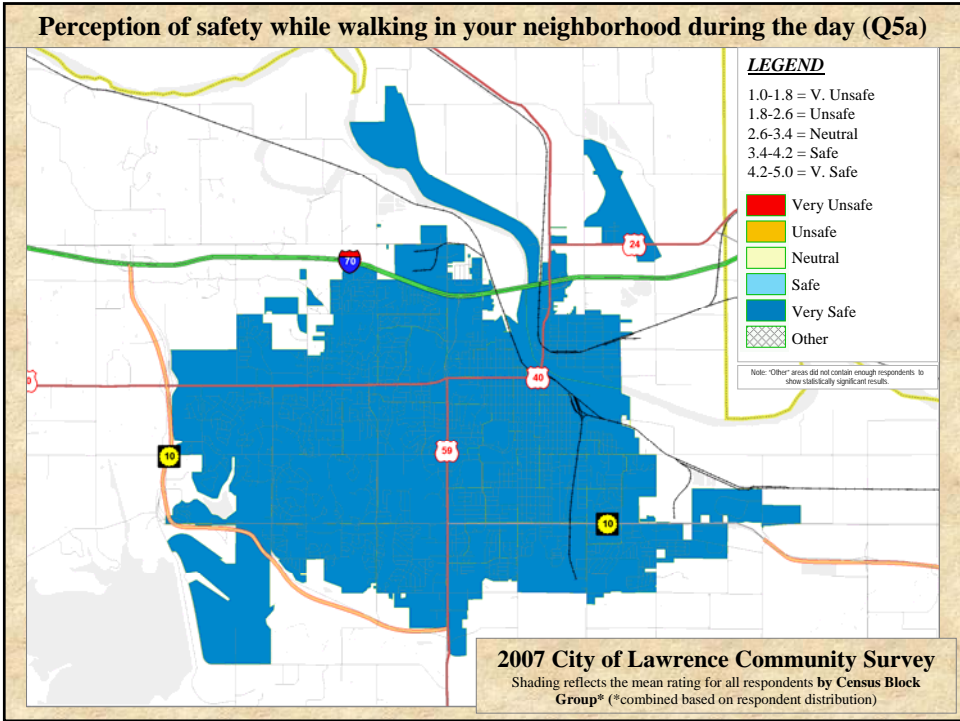 Perception of safety while walking in your neighborhood during the day (Q5a)
LEGEND
1.0-1.8 = V. Unsafe
1.8-2.6 = Unsafe
2.6-3.4 = Neutral
3.4-4.2 = Safe
4.2-5.0 = V. Safe
Very Unsafe
Unsafe
Neutral
Safe
Very Safe
Other
Note: "Other" areas did not contain enough respondents to
show statistically significant results.
24
70
0
40
59
10
10
2007 City of Lawrence Community Survey
Shading reflects the mean rating for all respondents by Census Block
Group* (*combined based on respondent distribution)